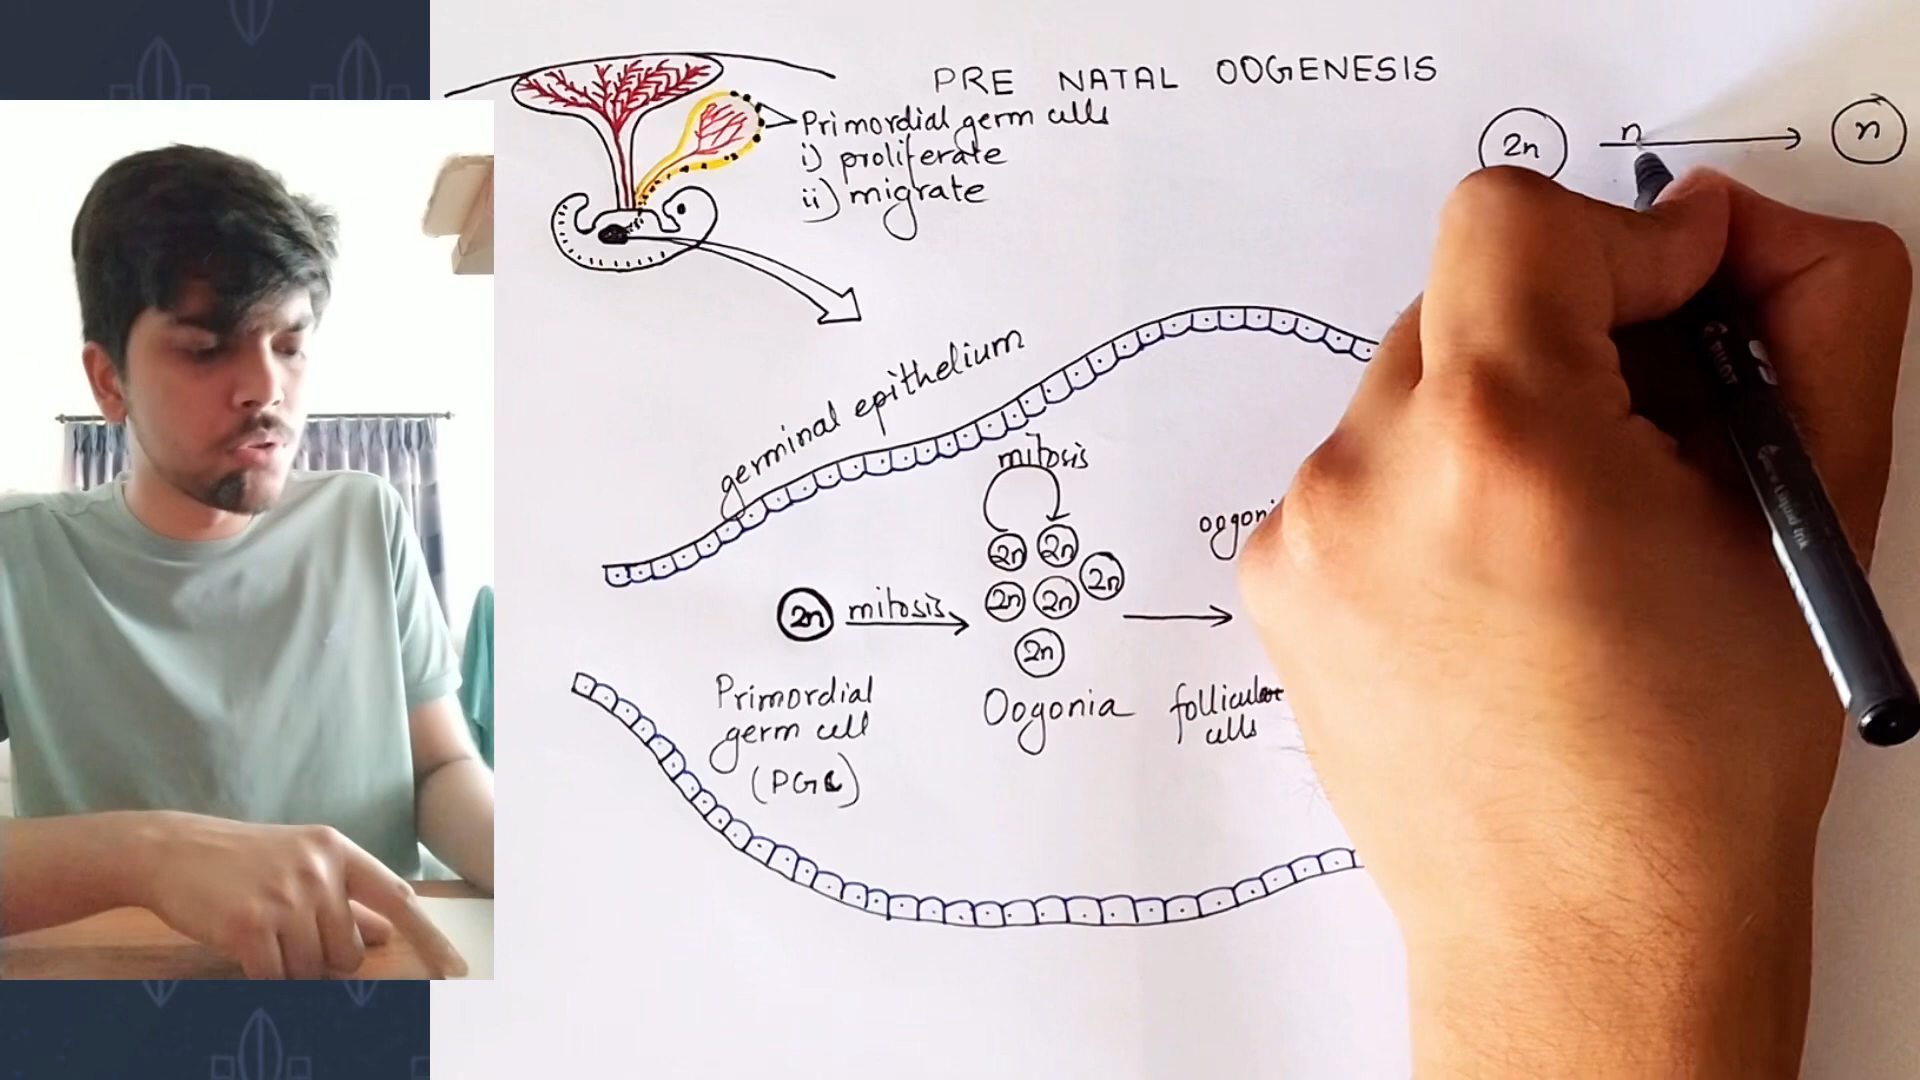 PRE NATAL OOGENESIS
Primordial germ cells
i) proliferate
ii) migrate
2n
n
n
germinal epithelium
mitosis
2n 2n
2n
2n 2n
2n
2n
mitosis
Primordial
germ cell
(PGC)
Oogonia
follicular
cells
PILOT